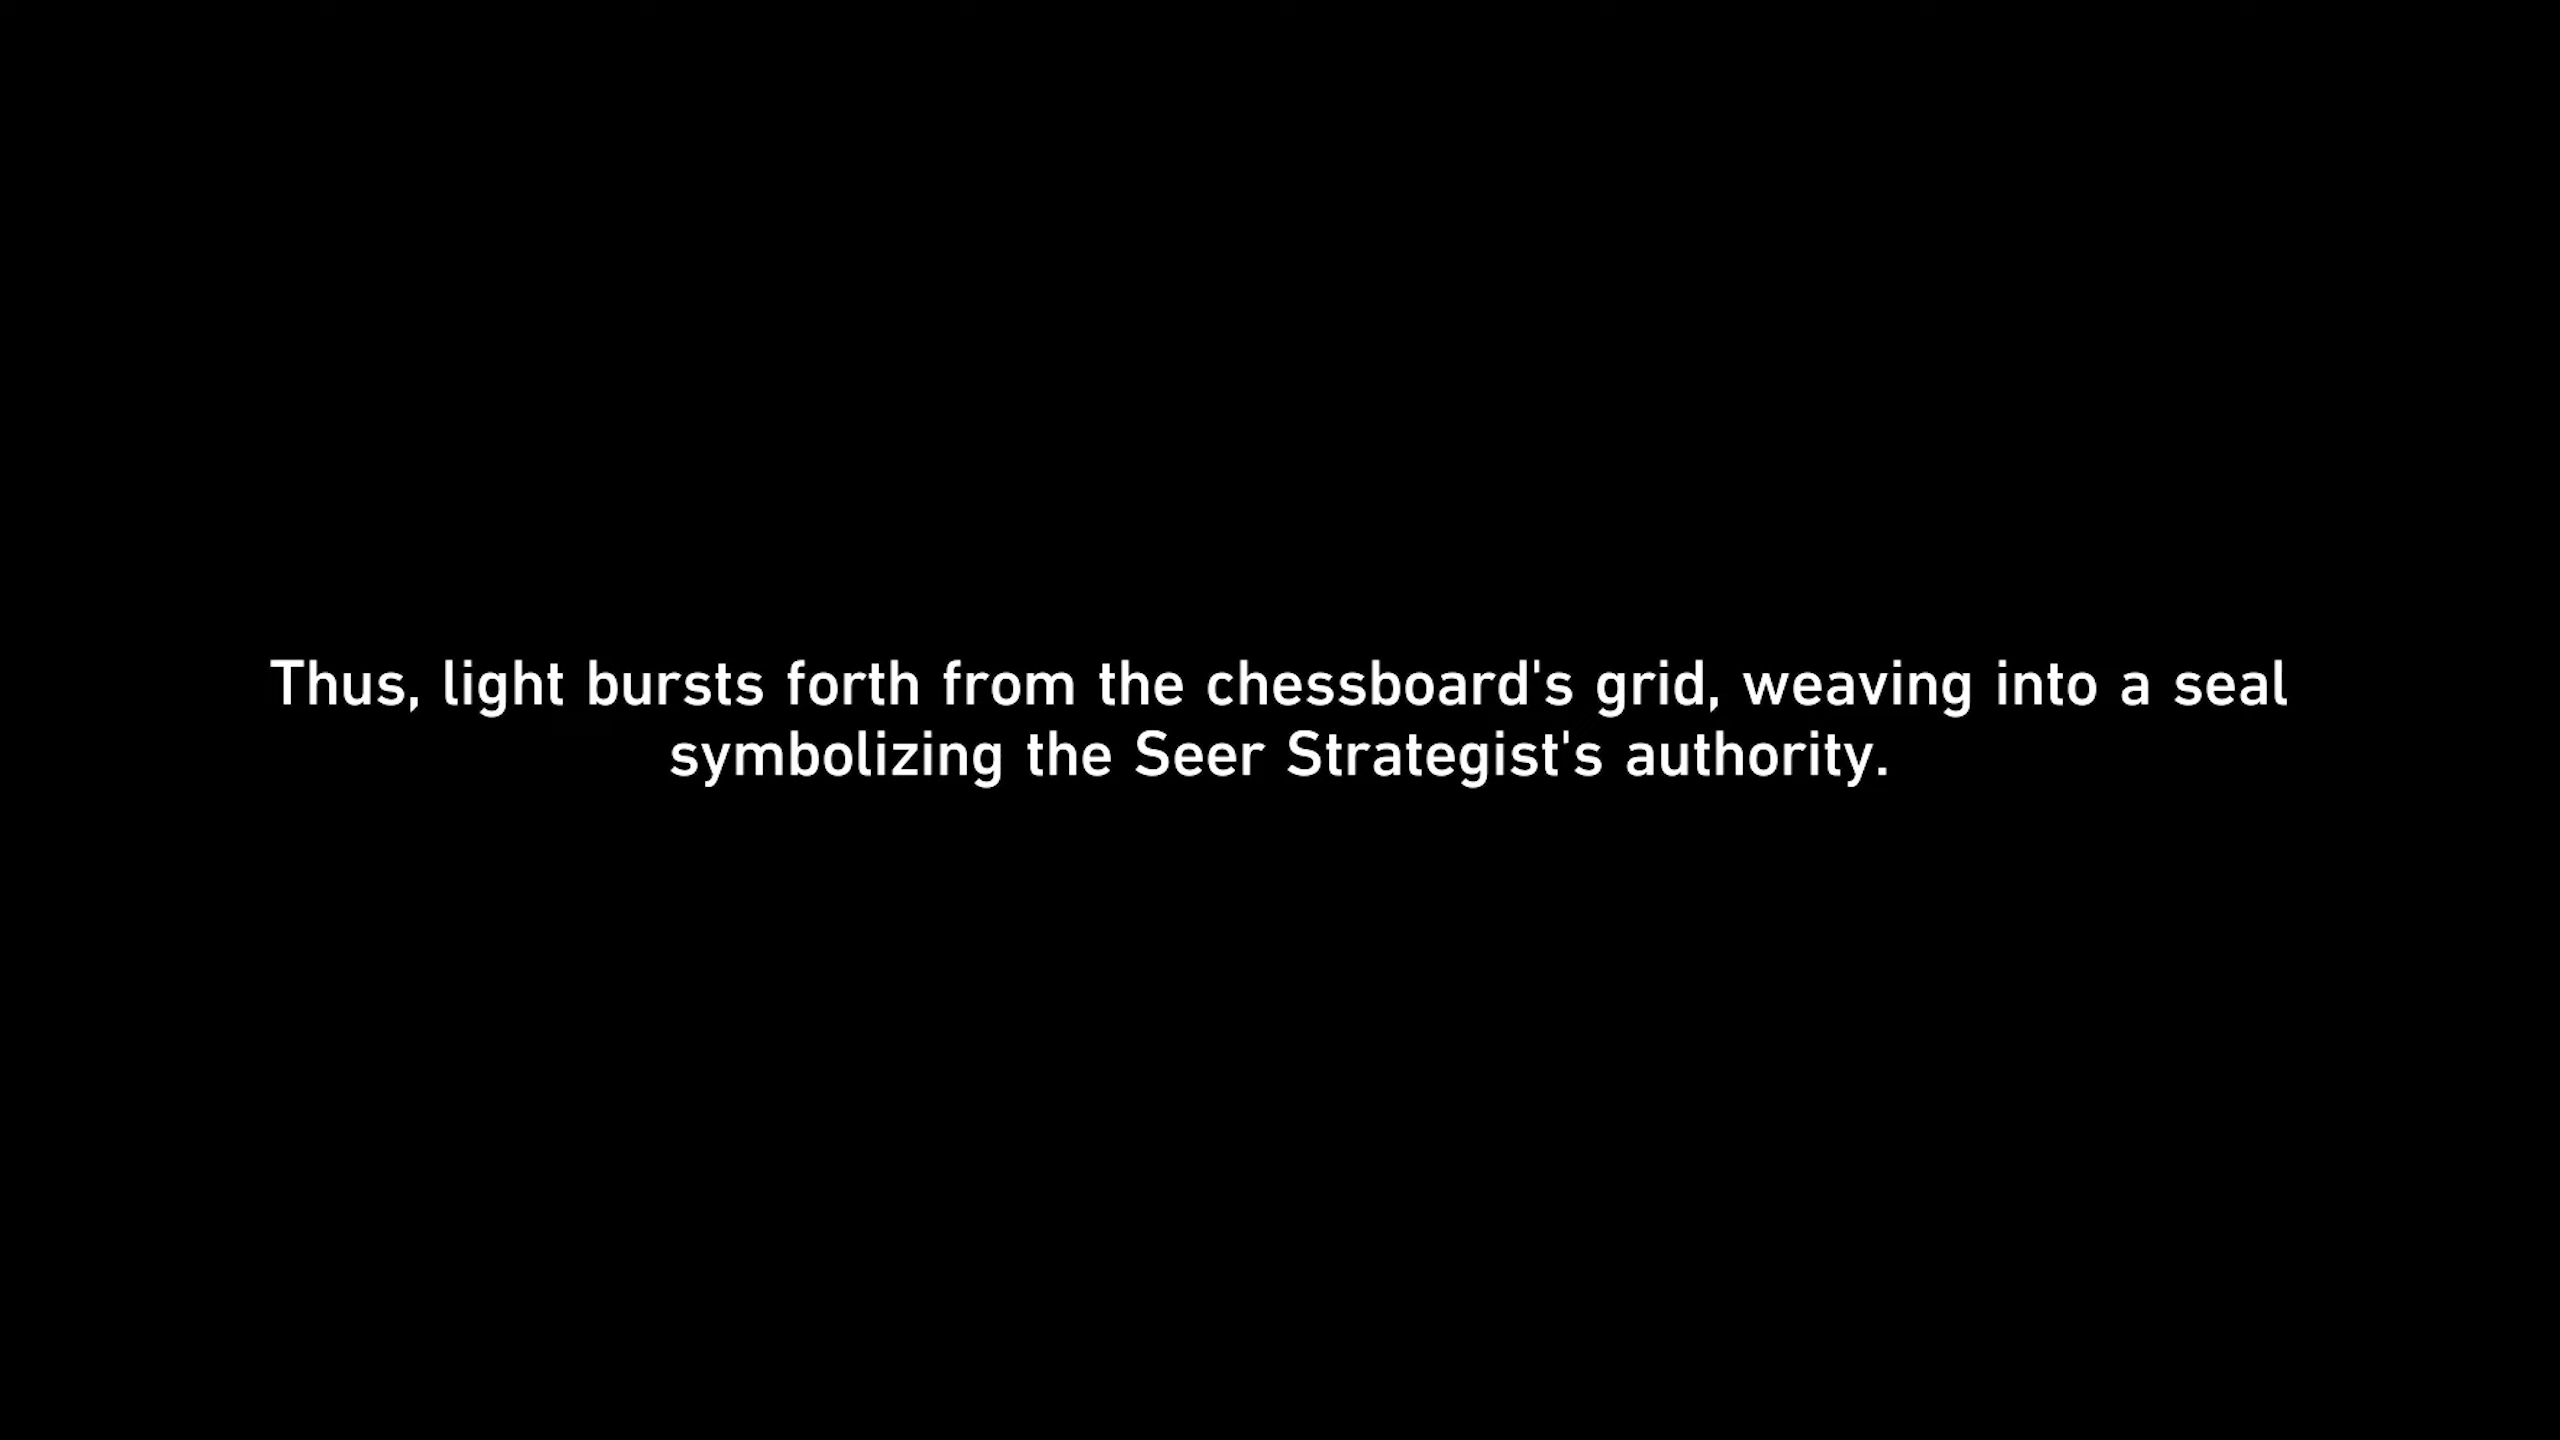 Thus, light bursts forth from the chessboard's grid, weaving into a seal
symbolizing the Seer Strategist's authority.